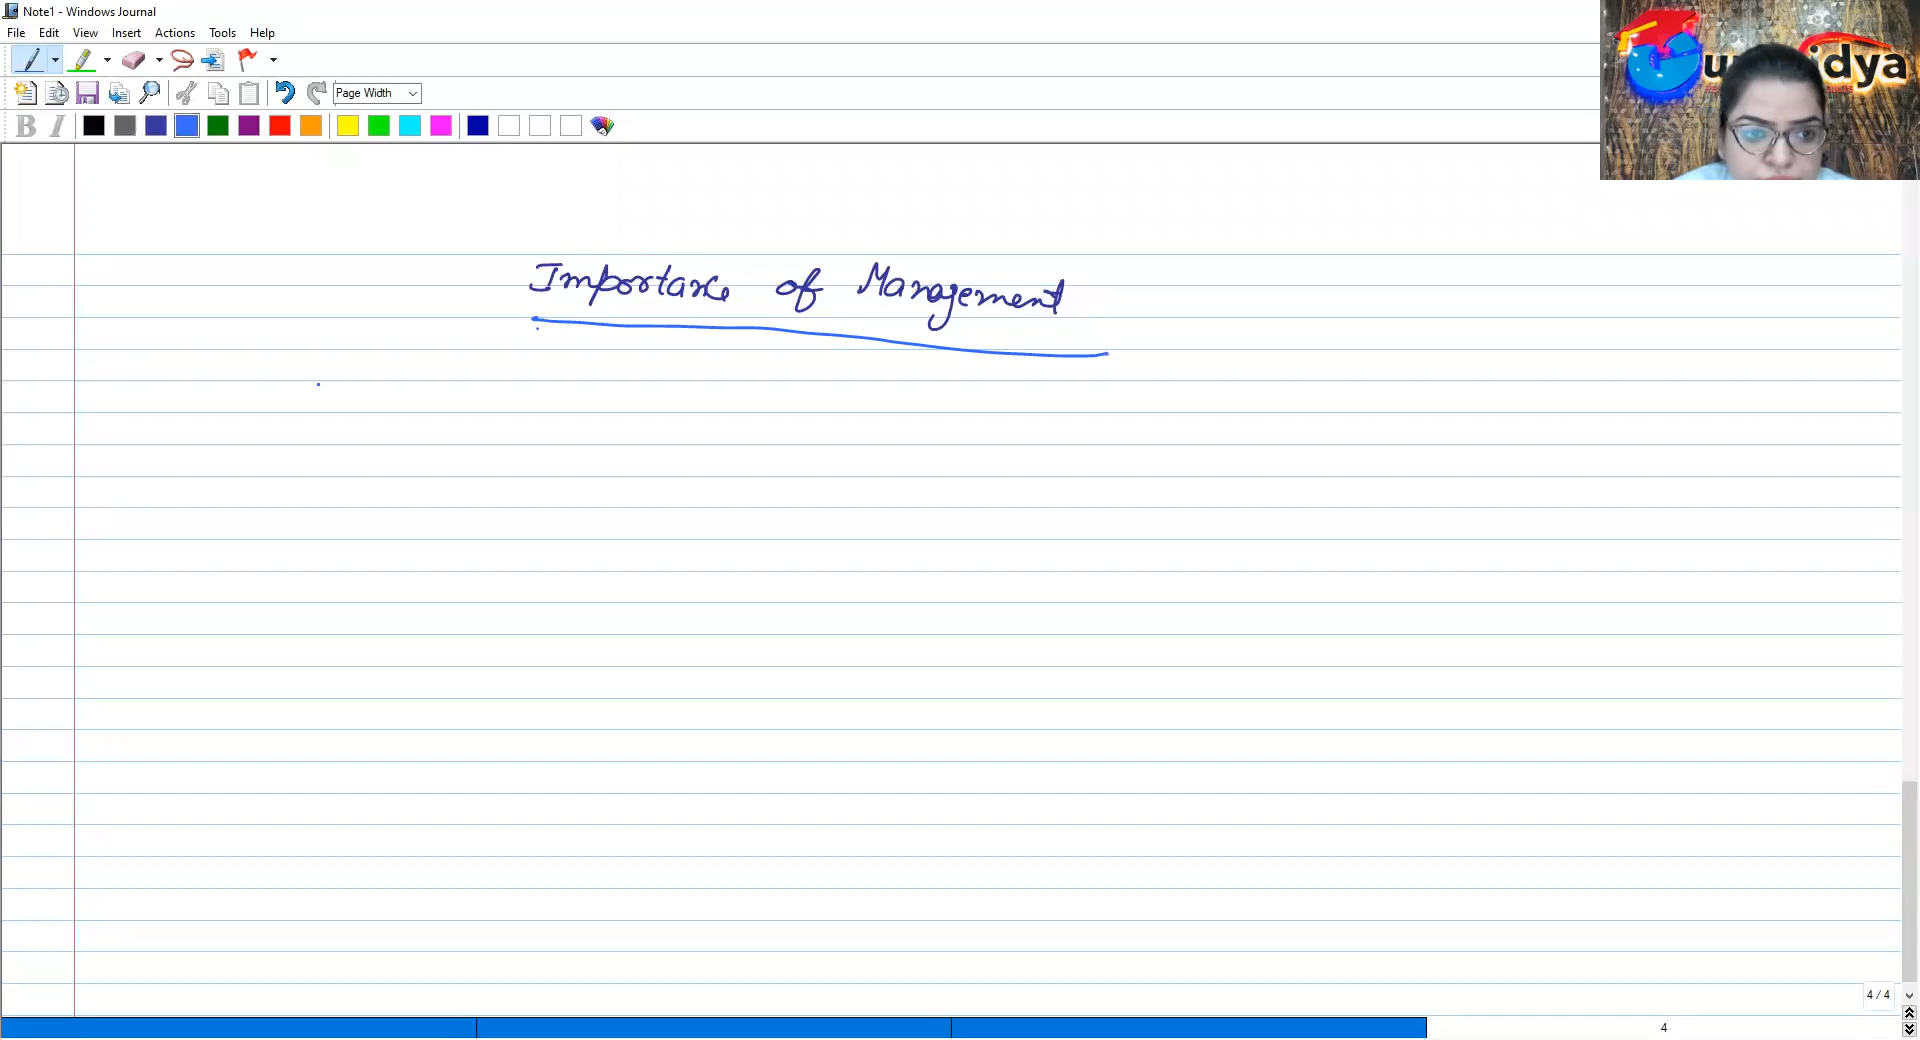 Note1 - Windows Journal
File Edit View Insert Actions Tools Help
Page Width
B I
Importance of Management
4 / 4
4